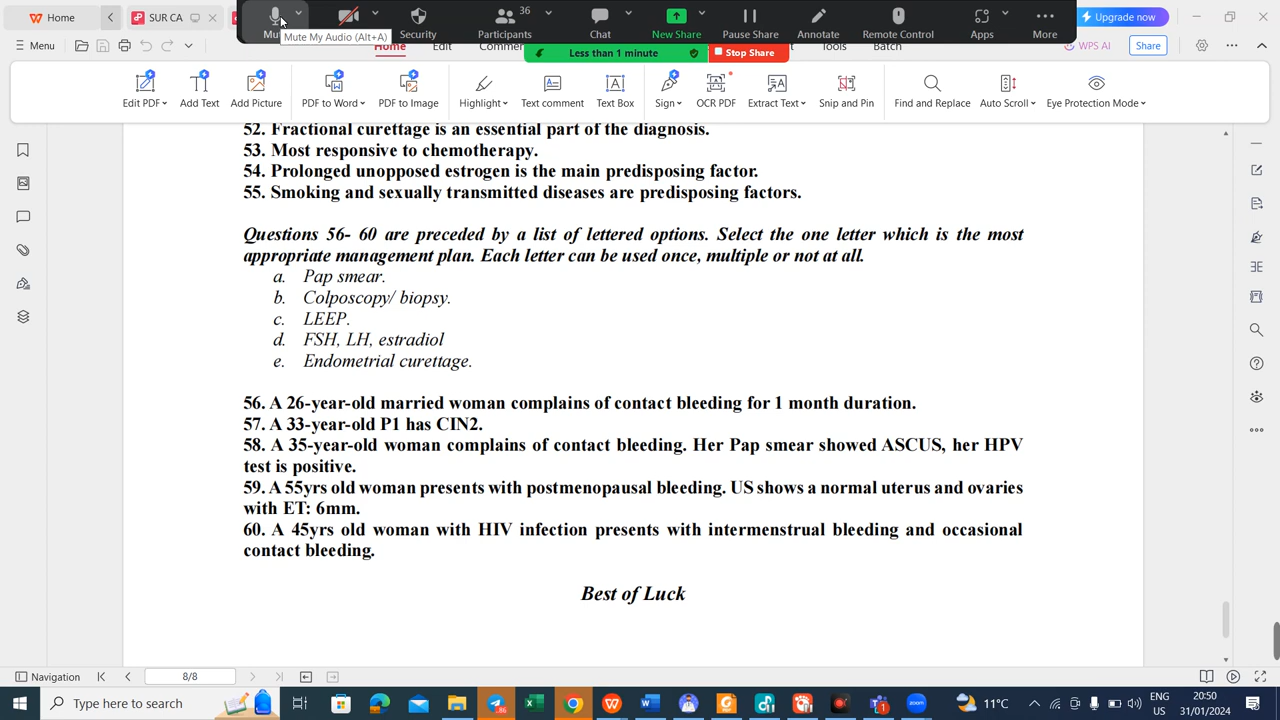 Home
SUR CA
36
Mute
Security
Participants
Chat
New Share
Pause Share
Annotate
Remote Control
Apps
More
Upgrade now
Mute My Audio (Alt+A)
Less than 1 minute
Stop Share
Menu
Home
Edit
Comme
Tools
Batch
WPS AI
Share
Edit PDF
Add Text
Add Picture
PDF to Word
PDF to Image
Highlight
Text comment
Text Box
Sign
OCR PDF
Extract Text
Snip and Pin
Find and Replace
Auto Scroll
Eye Protection Mode
52. Fractional curettage is an essential part of the diagnosis.
53. Most responsive to chemotherapy.
54. Prolonged unopposed estrogen is the main predisposing factor.
55. Smoking and sexually transmitted diseases are predisposing factors.
Questions 56- 60 are preceded by a list of lettered options. Select the one letter which is the most
appropriate management plan. Each letter can be used once, multiple or not at all.
a. Pap smear.
b. Colposcopy/ biopsy.
c. LEEP.
d. FSH, LH, estradiol
e. Endometrial curettage.
56. A 26-year-old married woman complains of contact bleeding for 1 month duration.
57. A 33-year-old P1 has CIN2.
58. A 35-year-old woman complains of contact bleeding. Her Pap smear showed ASCUS, her HPV
test is positive.
59. A 55yrs old woman presents with postmenopausal bleeding. US shows a normal uterus and ovaries
with ET: 6mm.
60. A 45yrs old woman with HIV infection presents with intermenstrual bleeding and occasional
contact bleeding.
Best of Luck
Navigation
8/8
Type here to search
11°C
ENG
20:50
US
31/01/2024